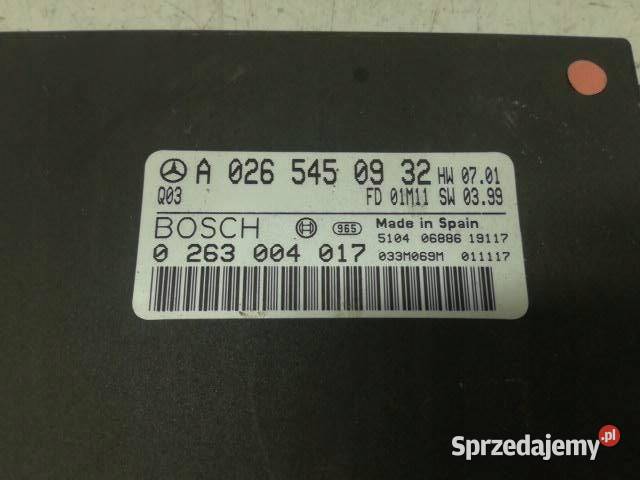 A 026 545 09 32 HW 07.01
Q03 FD 01M11 SW 03.99
BOSCH 965 Made in Spain
5104 06886 19117
0 263 004 017 033M069M 011117
Sprzedajemy.pl